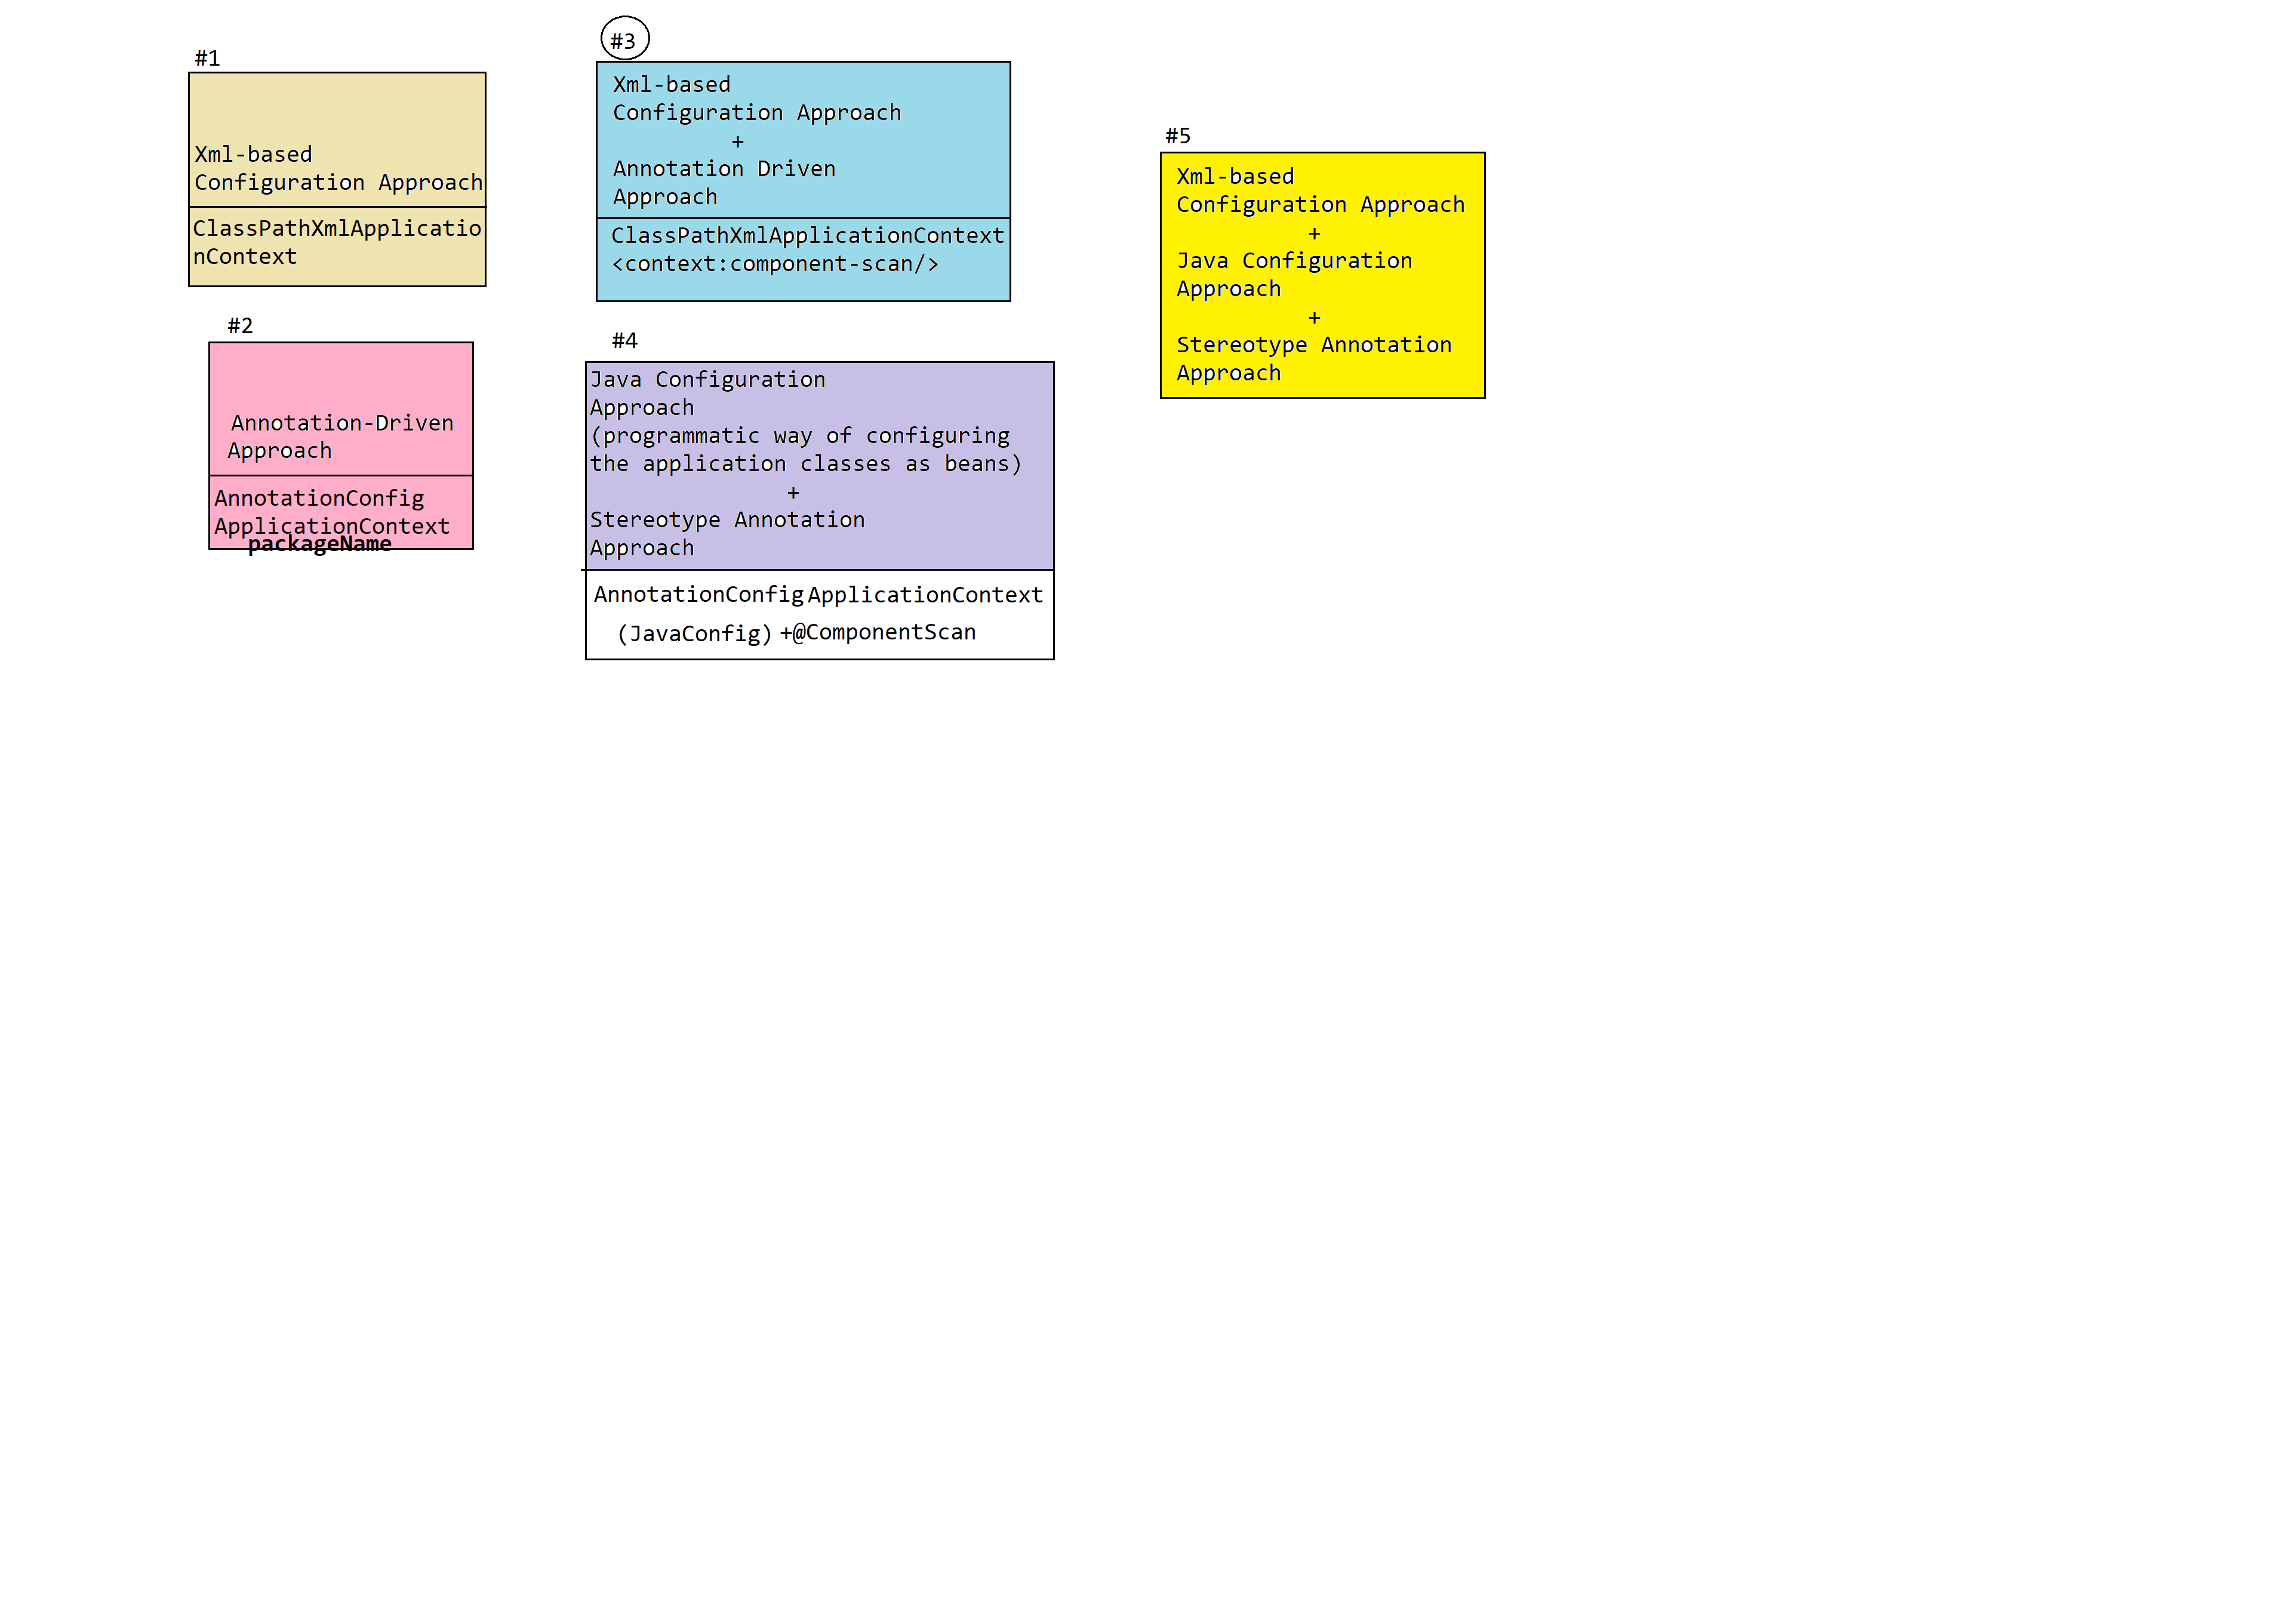 #1
Xml-based
Configuration Approach
ClassPathXmlApplicatio
nContext
#2
Annotation-Driven
Approach
AnnotationConfig
ApplicationContext
packageName
#3
Xml-based
Configuration Approach
+
Annotation Driven
Approach
ClassPathXmlApplicationContext
<context:component-scan/>
#4
Java Configuration
Approach
(programmatic way of configuring
the application classes as beans)
+
Stereotype Annotation
Approach
AnnotationConfig ApplicationContext
(JavaConfig) +@ComponentScan
#5
Xml-based
Configuration Approach
+
Java Configuration
Approach
+
Stereotype Annotation
Approach